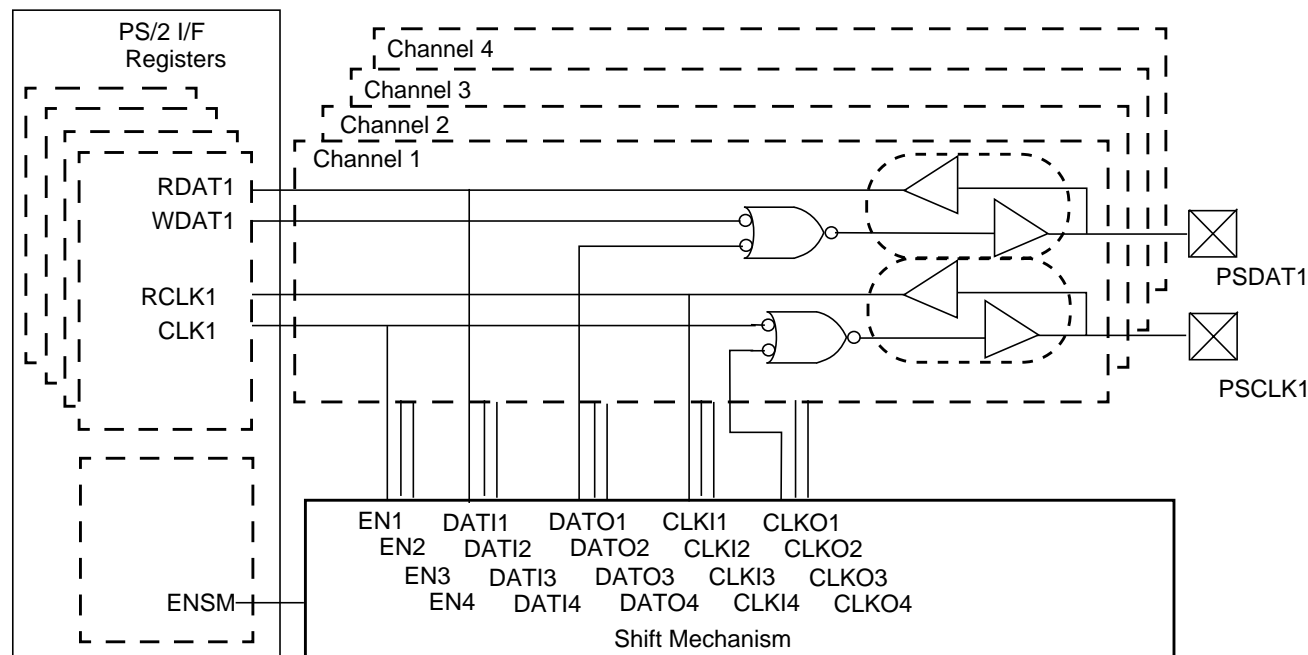 PS/2 I/F
Registers
Channel 4
Channel 3
Channel 2
Channel 1
RDAT1
WDAT1
RCLK1
CLK1
PSDAT1
PSCLK1
EN1 DATI1 DATO1 CLKI1 CLKO1
EN2 DATI2 DATO2 CLKI2 CLKO2
EN3 DATI3 DATO3 CLKI3 CLKO3
EN4 DATI4 DATO4 CLKI4 CLKO4
ENSM
Shift Mechanism